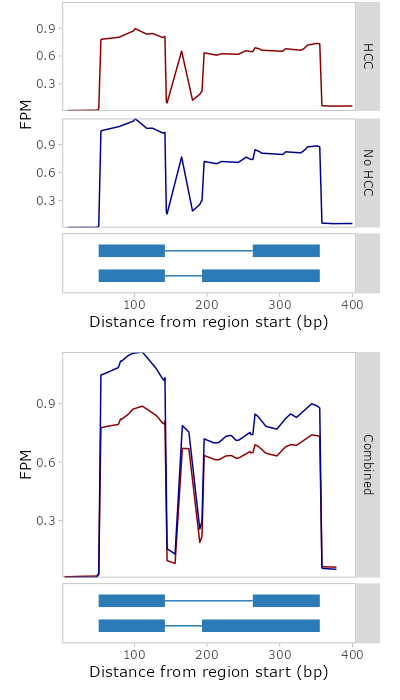 0.9
0.6
0.3
HCC
FPM
0.9
0.6
0.3
No HCC
100 200 300 400
Distance from region start (bp)
0.9
0.6
0.3
FPM
Combined
100 200 300 400
Distance from region start (bp)